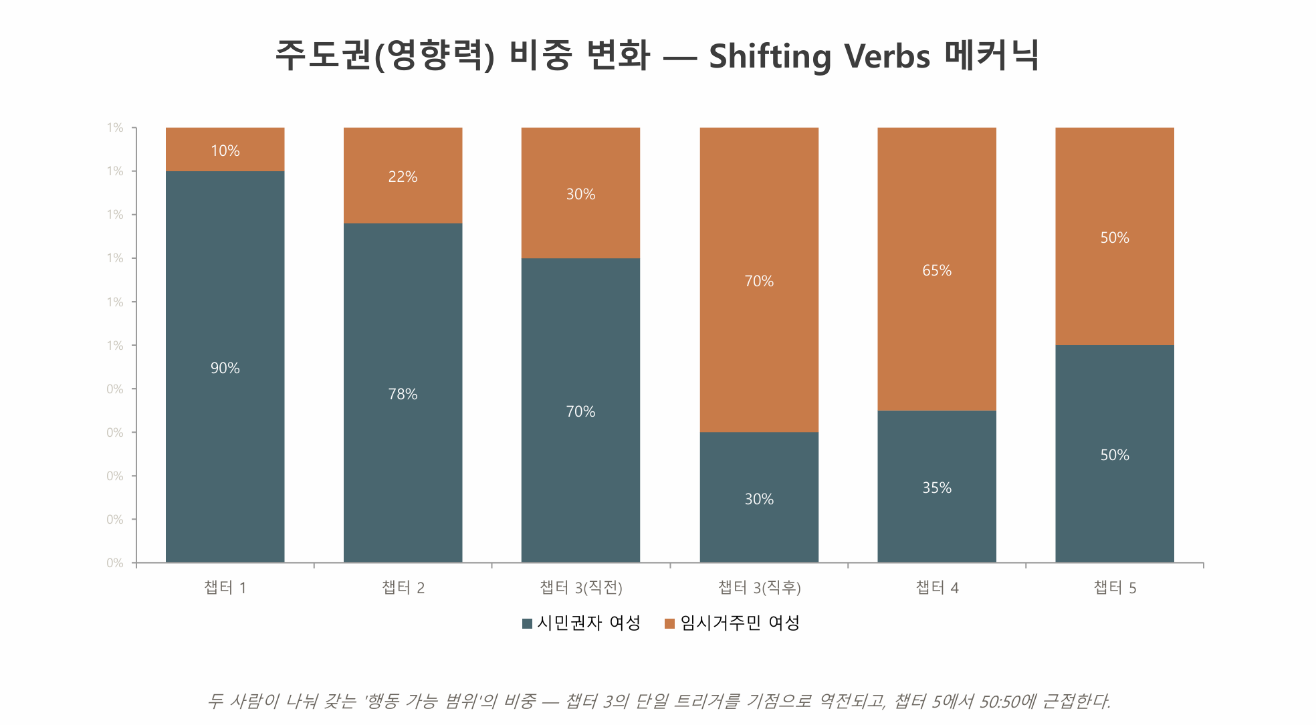 주도권(영향력) 비중 변화 — Shifting Verbs 메커닉
1%
1%
1%
1%
1%
1%
0%
0%
0%
0%
0%
10%
22%
30%
70%
65%
50%
90%
78%
70%
30%
35%
50%
챕터 1
챕터 2
챕터 3(직전)
챕터 3(직후)
챕터 4
챕터 5
시민권자 여성
임시거주민 여성
두 사람이 나눠 갖는 '행동 가능 범위'의 비중 — 챕터 3의 단일 트리거를 기점으로 역전되고, 챕터 5에서 50:50에 근접한다.